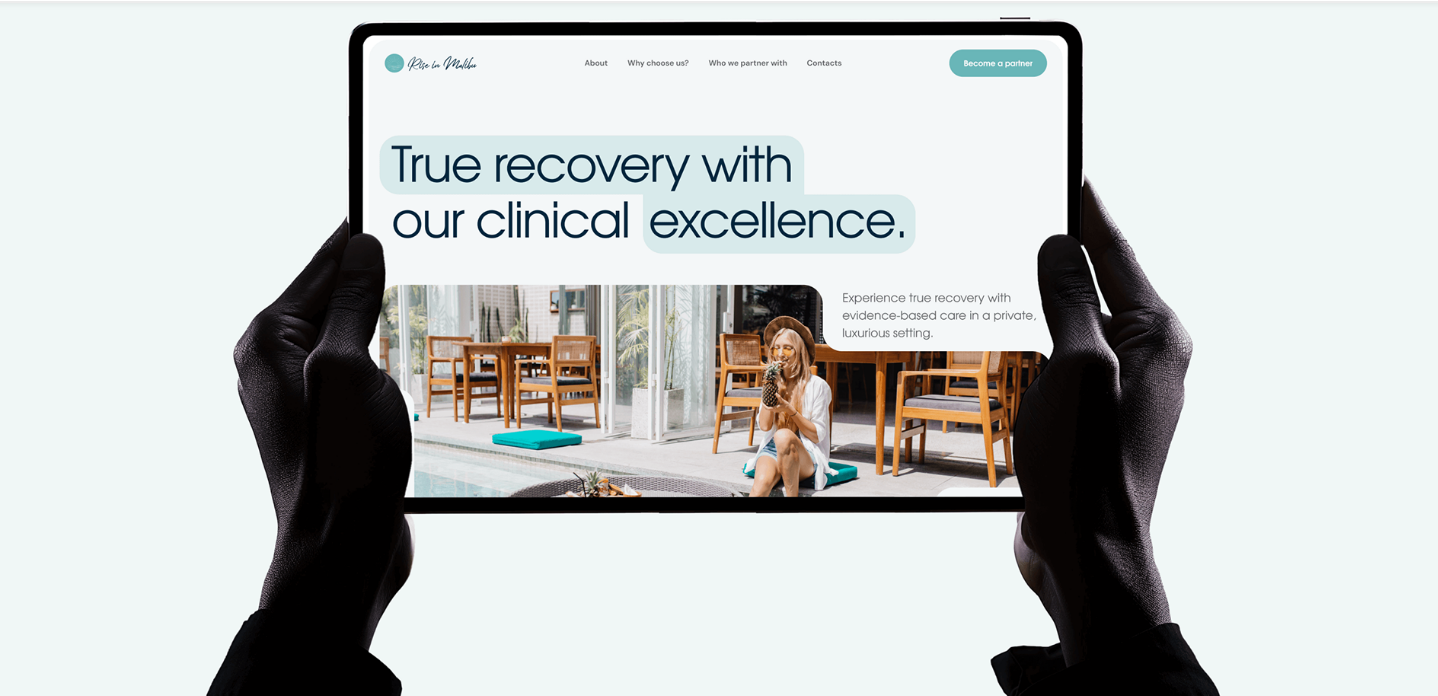 Rise in Malibu
About
Why choose us?
Who we partner with
Contacts
Become a partner
True recovery with
our clinical excellence.
Experience true recovery with
evidence-based care in a private,
luxurious setting.